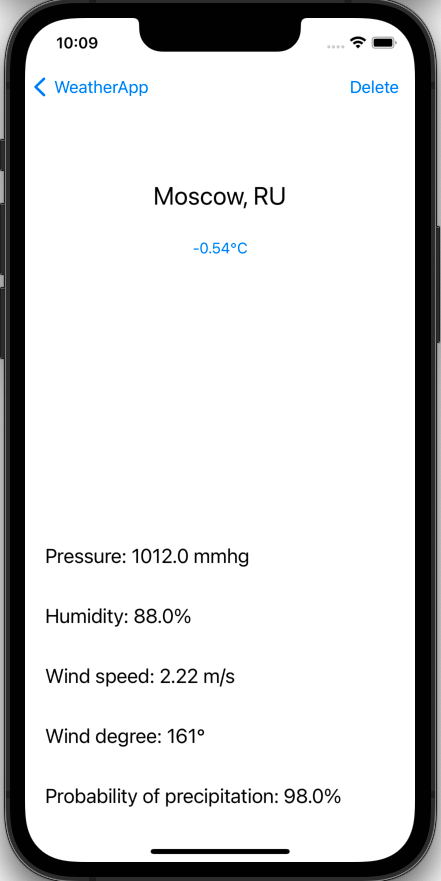 10:09
WeatherApp
Delete
Moscow, RU
-0.54°C
Pressure: 1012.0 mmhg
Humidity: 88.0%
Wind speed: 2.22 m/s
Wind degree: 161°
Probability of precipitation: 98.0%